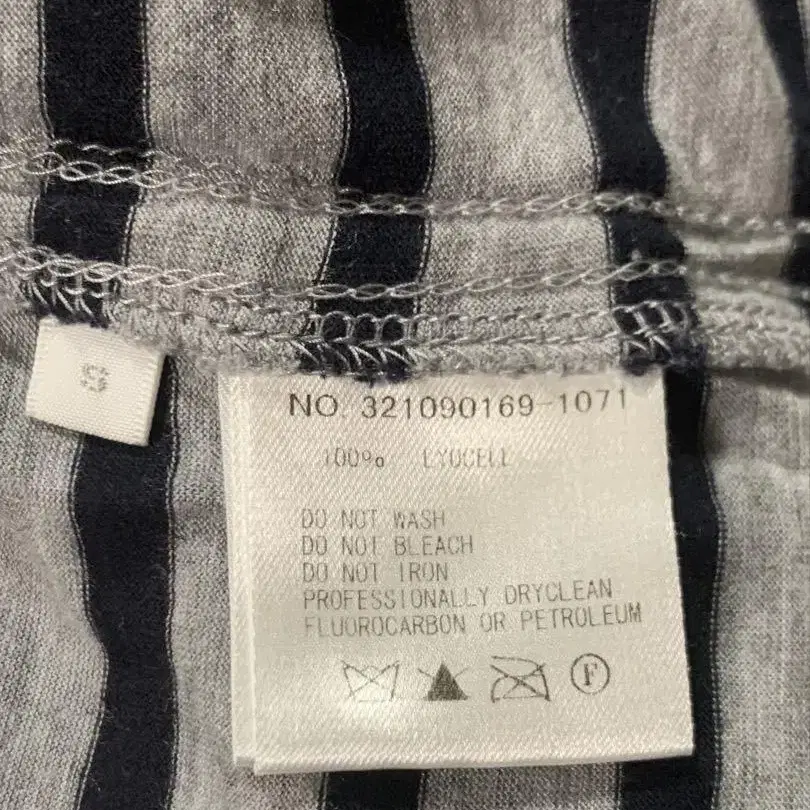 S
NO. 321090169-1071
100% LYOCELL
DO NOT WASH
DO NOT BLEACH
DO NOT IRON
PROFESSIONALLY DRYCLEAN
FLUOROCARBON OR PETROLEUM
F